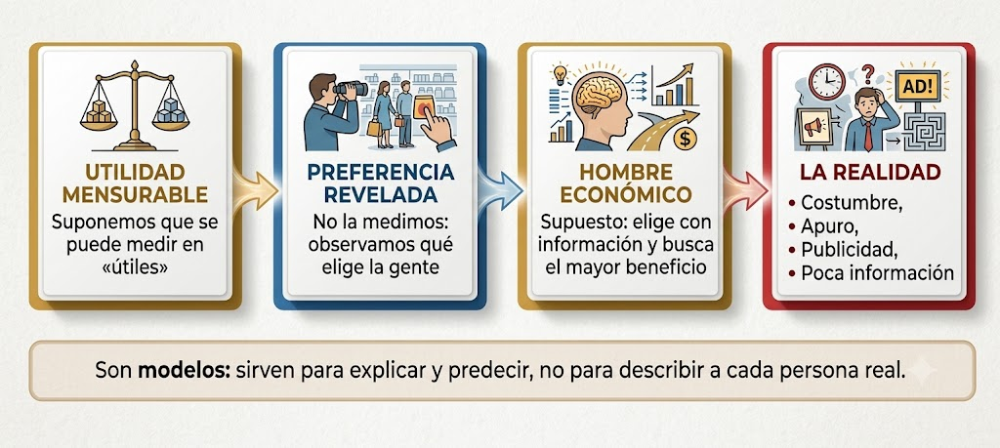 UTILIDAD
MENSURABLE
Suponemos que se
puede medir en
«útiles»
PREFERENCIA
REVELADA
No la medimos:
observamos qué
elige la gente
$
HOMBRE
ECONÓMICO
Supuesto: elige con
información y busca
el mayor beneficio
?
AD!
LA REALIDAD
• Costumbre,
• Apuro,
• Publicidad,
• Poca información
Son modelos: sirven para explicar y predecir, no para describir a cada persona real.